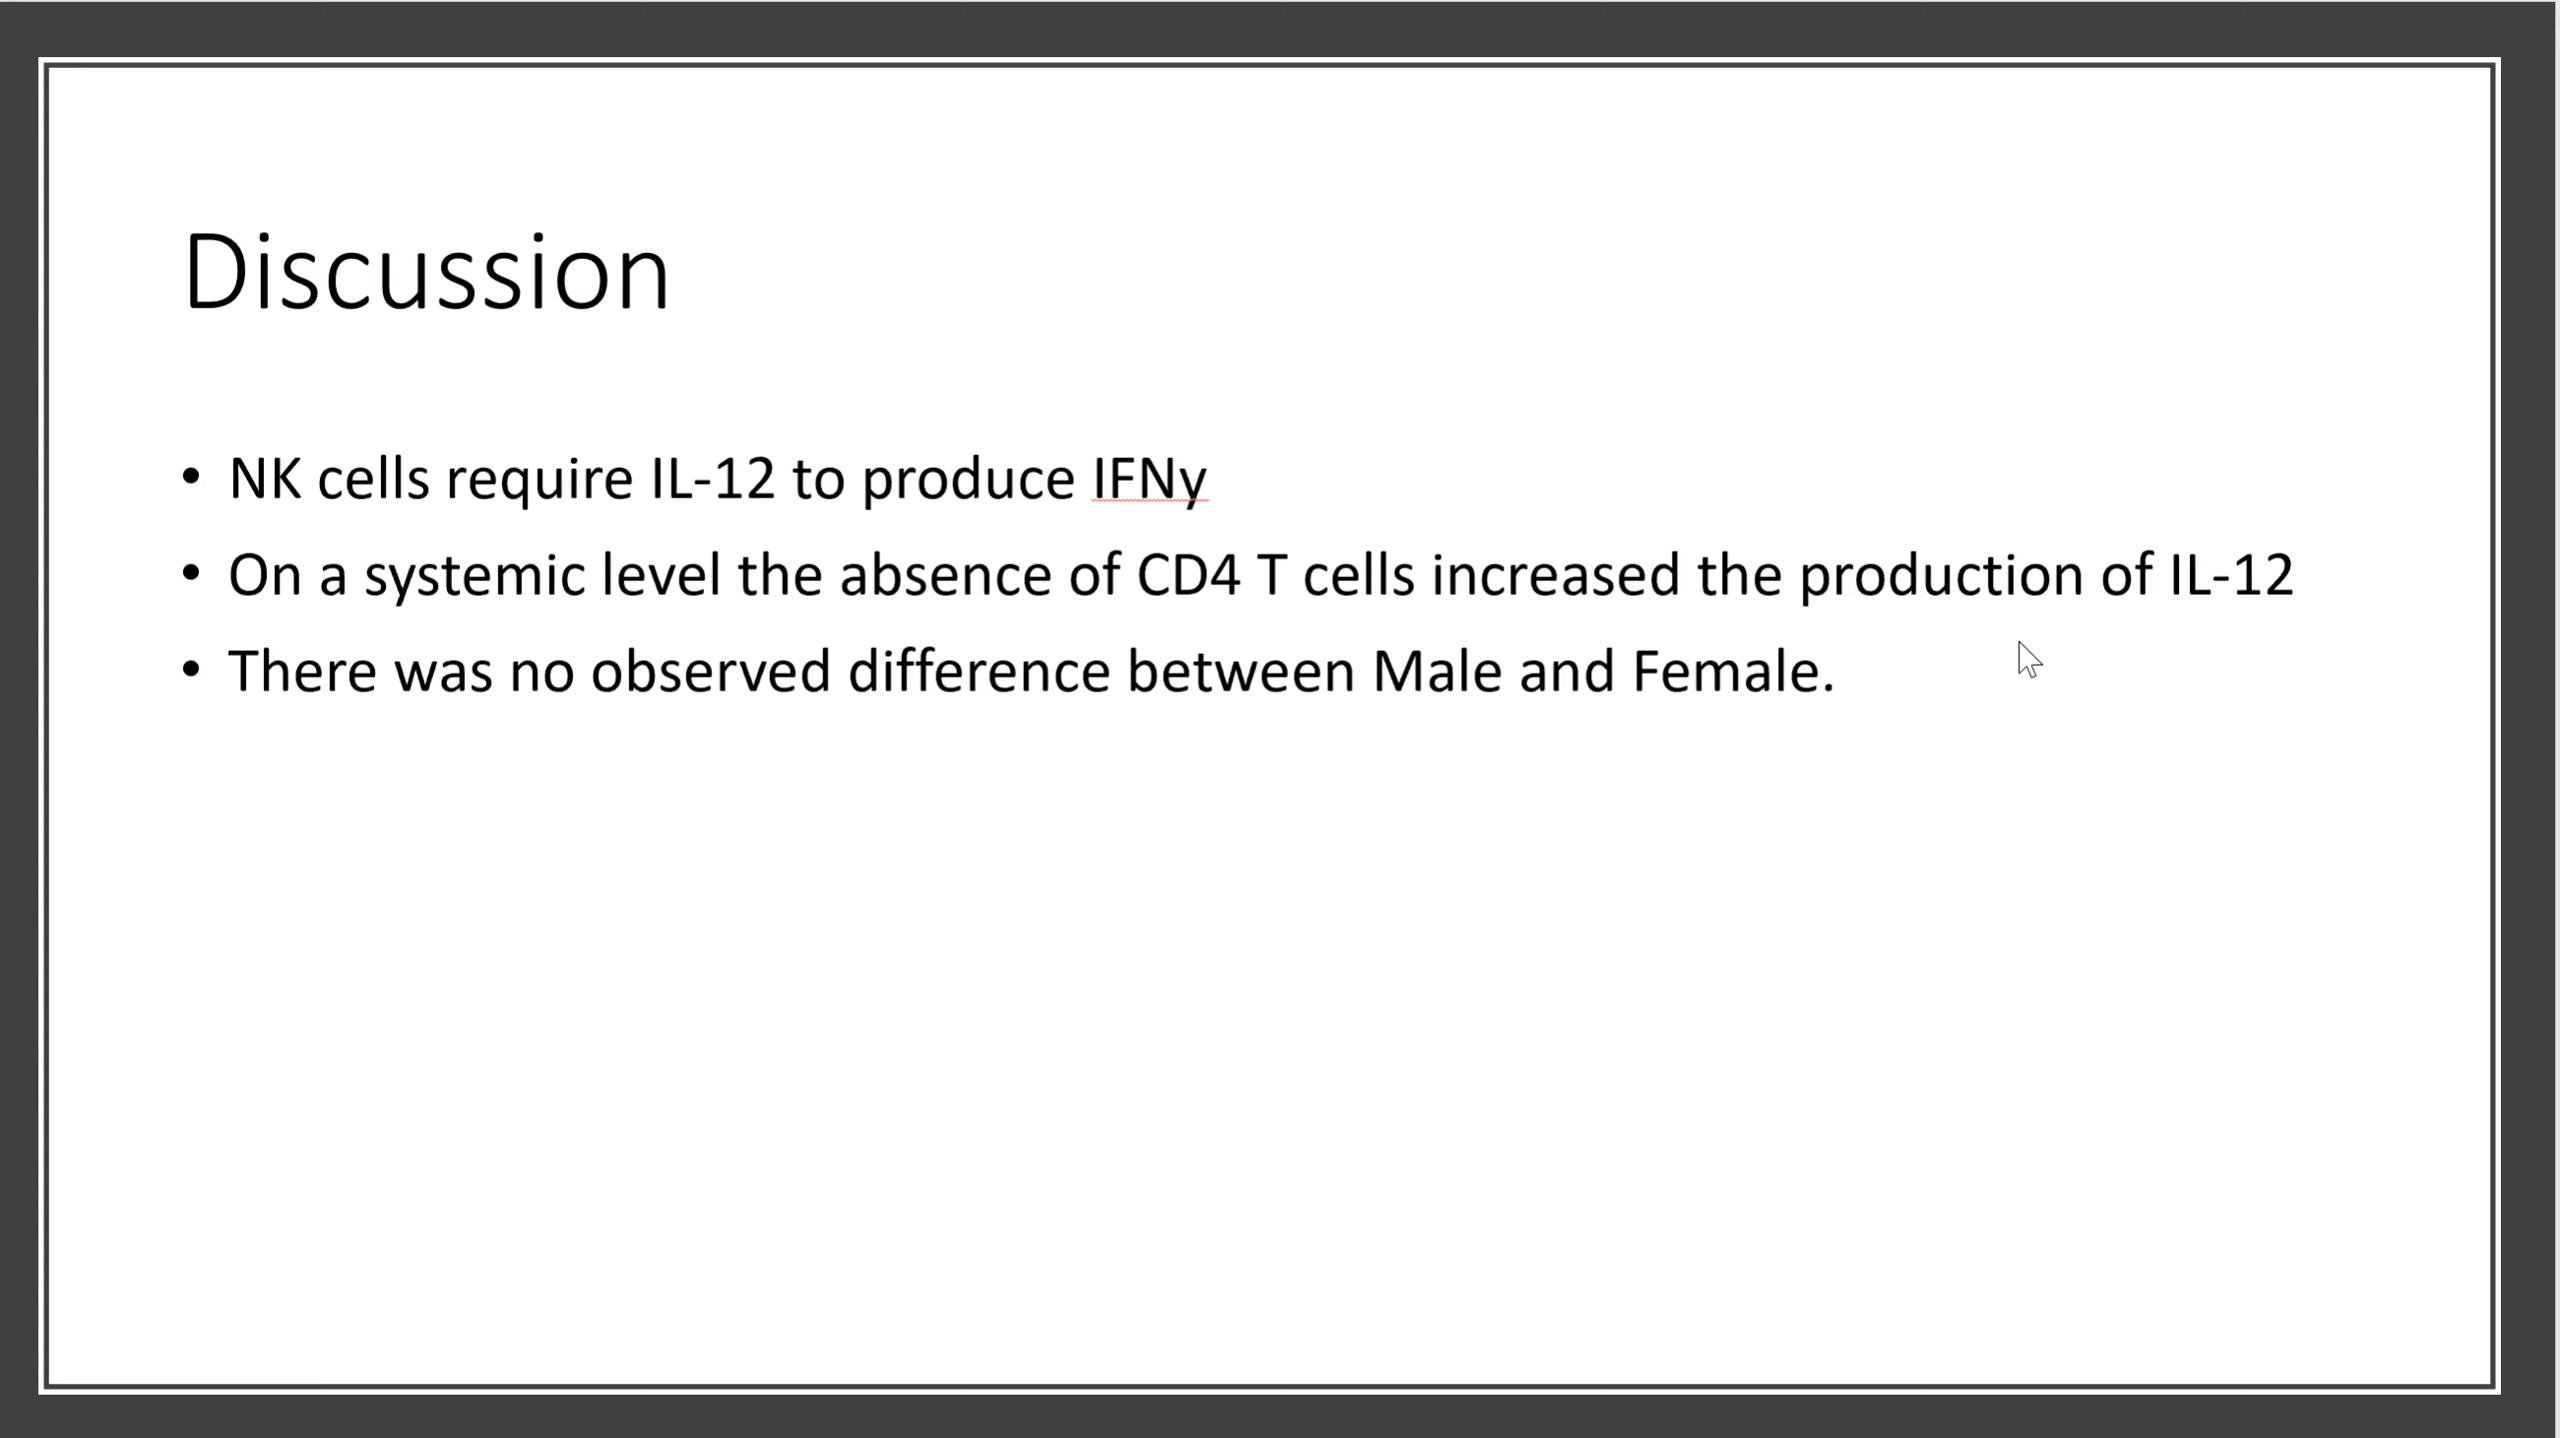 Discussion
• NK cells require IL-12 to produce IFNy
• On a systemic level the absence of CD4 T cells increased the production of IL-12
• There was no observed difference between Male and Female.